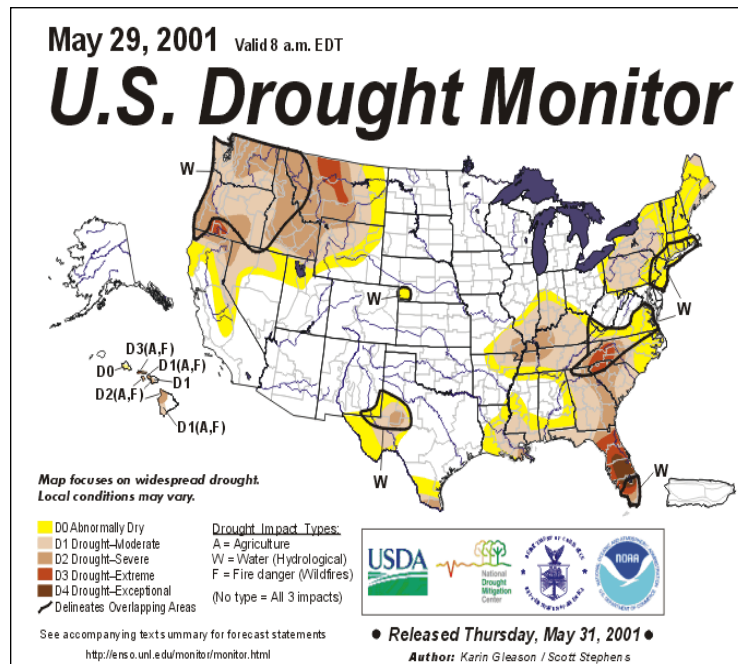 May 29, 2001 Valid 8 a.m. EDT
U.S. Drought Monitor
W
W
W
W
W
D3(A,F)
D1(A,F)
D0
D1
D2(A,F)
D1(A,F)
Map focuses on widespread drought.
Local conditions may vary.
D0 Abnormally Dry
D1 Drought–Moderate
D2 Drought–Severe
D3 Drought–Extreme
D4 Drought–Exceptional
Delineates Overlapping Areas
Drought Impact Types:
A = Agriculture
W = Water (Hydrological)
F = Fire danger (Wildfires)
(No type = All 3 impacts)
USDA
National
Drought
Mitigation
Center
NOAA
See accompanying texts summary for forecast statements
http://enso.unl.edu/monitor/monitor.html
● Released Thursday, May 31, 2001 ●
Author: Karin Gleason / Scott Stephens